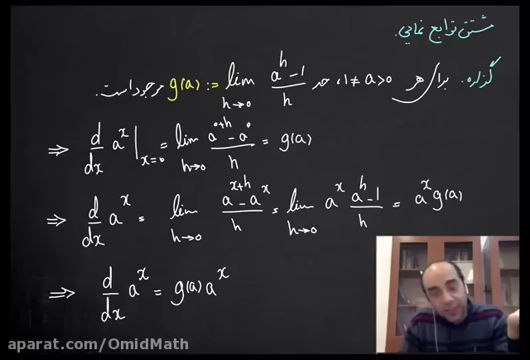 مشتق توابع نمایی.
گزاره. برای هر 1 ≠ a > 0، حد g(a) := lim_{h→0} (a^h - 1)/h موجود است.
⇒ d/dx a^x |_{x=0} = lim_{h→0} (a^{0+h} - a^0)/h = g(a)
⇒ d/dx a^x = lim_{h→0} (a^{x+h} - a^x)/h = lim_{h→0} a^x (a^h - 1)/h = a^x g(a)
⇒ d/dx a^x = g(a) a^x
aparat.com/OmidMath